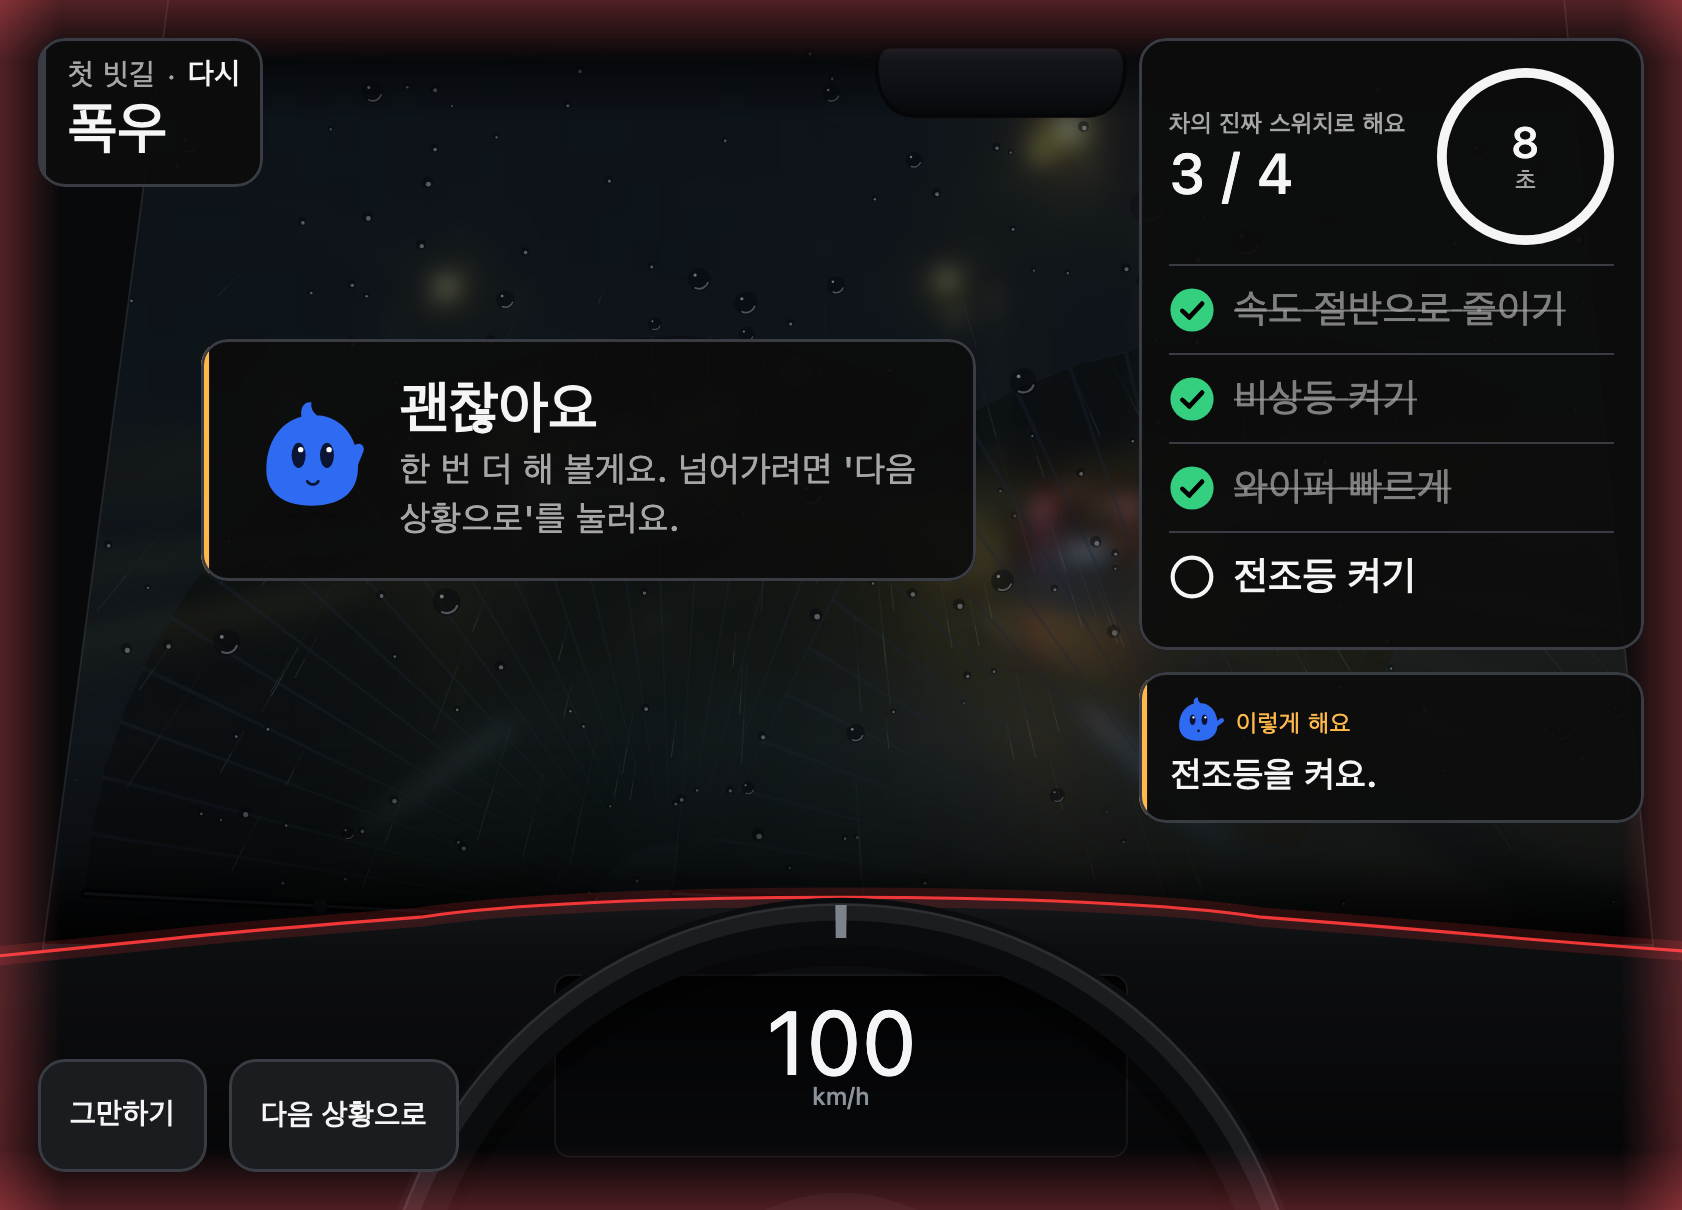 첫 빗길 · 다시
폭우
차의 진짜 스위치로 해요
3 / 4
8
초
속도 절반으로 줄이기
비상등 켜기
와이퍼 빠르게
전조등 켜기
괜찮아요
한 번 더 해 볼게요. 넘어가려면 '다음
상황으로'를 눌러요.
이렇게 해요
전조등을 켜요.
100
km/h
그만하기
다음 상황으로